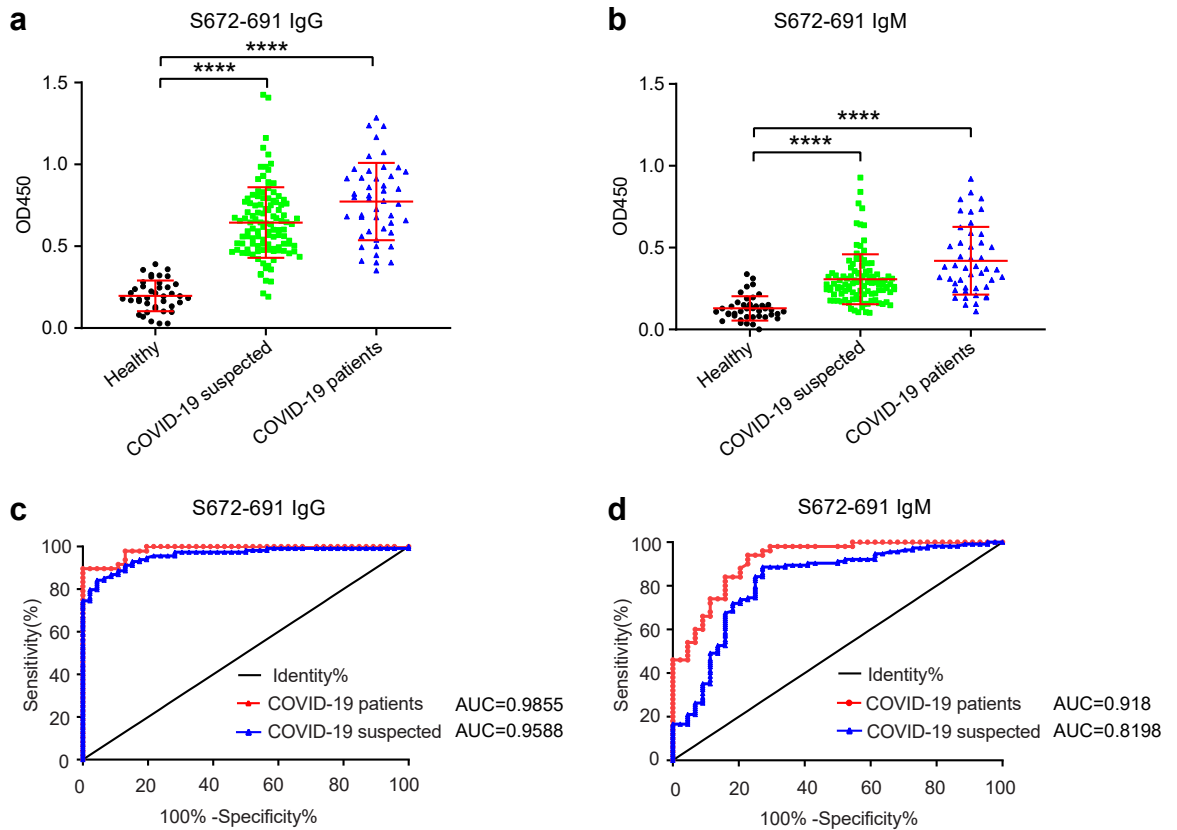 a
S672-691 IgG
****
****
1.5
1.0
0.5
0.0
OD450
Healthy
COVID-19 suspected
COVID-19 patients
b
S672-691 IgM
****
****
1.5
1.0
0.5
0.0
OD450
Healthy
COVID-19 suspected
COVID-19 patients
c
S672-691 IgG
100
80
60
40
20
0
Sensitivity(%)
Identity%
COVID-19 patients AUC=0.9855
COVID-19 suspected AUC=0.9588
0 20 40 60 80 100
100% -Specificity%
d
S672-691 IgM
100
80
60
40
20
0
Sensitivity(%)
Identity%
COVID-19 patients AUC=0.918
COVID-19 suspected AUC=0.8198
0 20 40 60 80 100
100% -Specificity%